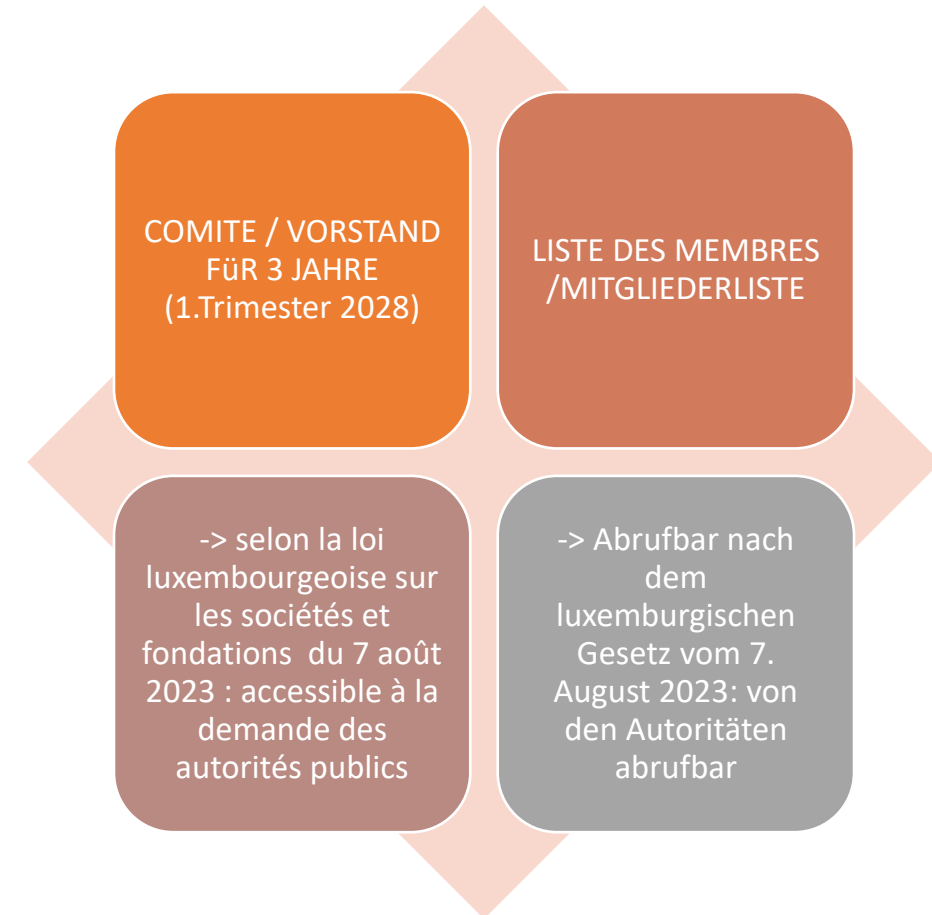 COMITE / VORSTAND
FüR 3 JAHRE
(1.Trimester 2028)
LISTE DES MEMBRES
/MITGLIEDERLISTE
-> selon la loi
luxembourgeoise sur
les sociétés et
fondations  du 7 août
2023 : accessible à la
demande des
autorités publics
-> Abrufbar nach
dem
luxemburgischen
Gesetz vom 7.
August 2023: von
den Autoritäten
abrufbar